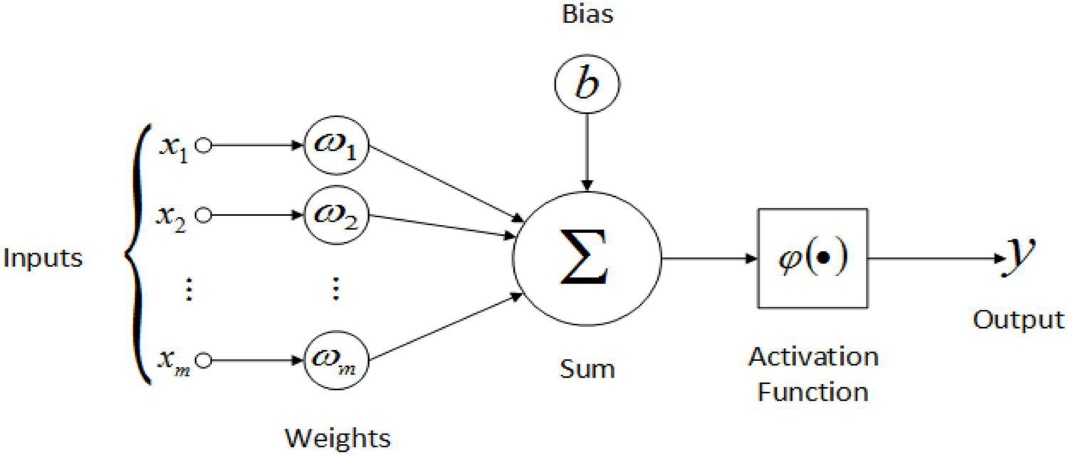 Bias
b
x₁ ω₁
x₂ ω₂
Inputs
⋮ ⋮
Σ
φ(•)
y
Output
xₘ ωₘ
Sum
Activation
Function
Weights